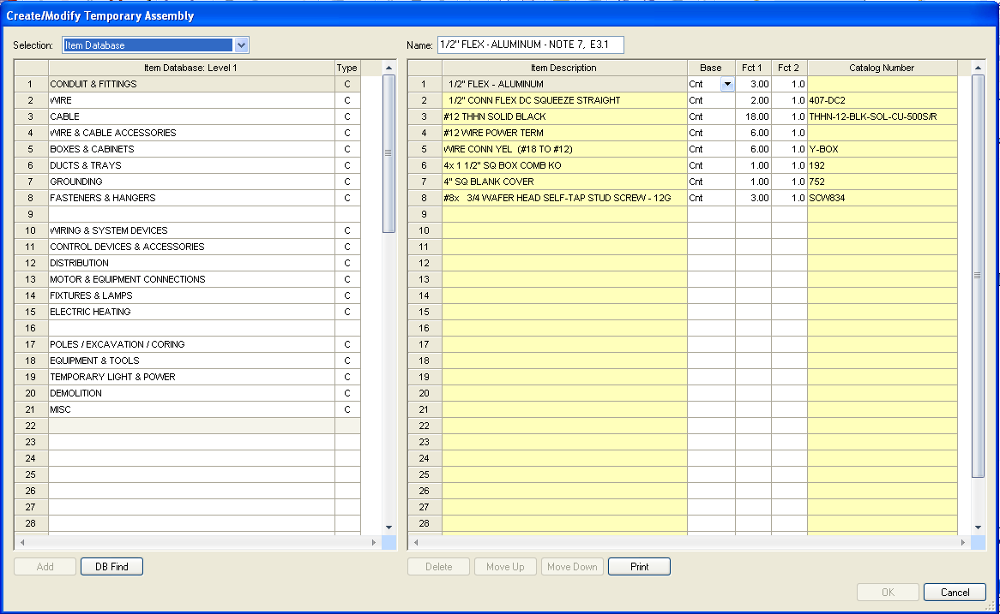 Create/Modify Temporary Assembly
Selection: Item Database
Name: 1/2" FLEX - ALUMINUM - NOTE 7, E3.1
Item Database: Level 1 Type
1 CONDUIT & FITTINGS C
2 WIRE C
3 CABLE C
4 WIRE & CABLE ACCESSORIES C
5 BOXES & CABINETS C
6 DUCTS & TRAYS C
7 GROUNDING C
8 FASTENERS & HANGERS C
9
10 WIRING & SYSTEM DEVICES C
11 CONTROL DEVICES & ACCESSORIES C
12 DISTRIBUTION C
13 MOTOR & EQUIPMENT CONNECTIONS C
14 FIXTURES & LAMPS C
15 ELECTRIC HEATING C
16
17 POLES / EXCAVATION / CORING C
18 EQUIPMENT & TOOLS C
19 TEMPORARY LIGHT & POWER C
20 DEMOLITION C
21 MISC C
22
23
24
25
26
27
28
Item Description Base Fct 1 Fct 2 Catalog Number
1 1/2" FLEX - ALUMINUM Cnt 3.00 1.0
2 1/2" CONN FLEX DC SQUEEZE STRAIGHT Cnt 2.00 1.0 407-DC2
3 #12 THHN SOLID BLACK Cnt 18.00 1.0 THHN-12-BLK-SOL-CU-500S/R
4 #12 WIRE POWER TERM Cnt 6.00 1.0
5 WIRE CONN YEL (#18 TO #12) Cnt 6.00 1.0 Y-BOX
6 4x 1 1/2" SQ BOX COMB KO Cnt 1.00 1.0 192
7 4" SQ BLANK COVER Cnt 1.00 1.0 752
8 #8x 3/4 WAFER HEAD SELF-TAP STUD SCREW - 12G Cnt 3.00 1.0 SCW834
9
10
11
12
13
14
15
16
17
18
19
20
21
22
23
24
25
26
27
28
Add DB Find
Delete Move Up Move Down Print
OK Cancel